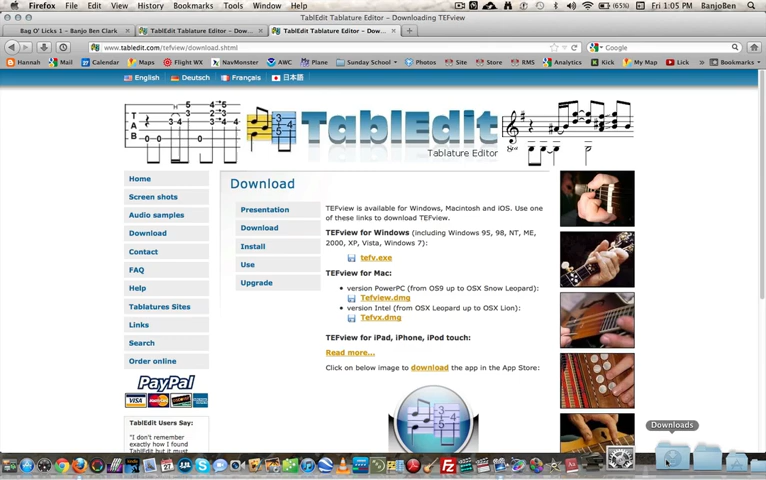 Firefox File Edit View History Bookmarks Tools Window Help (65%) Fri 1:05 PM BanjoBen
TablEdit Tablature Editor – Downloading TEFview
Bag O' Licks 1 – Banjo Ben Clark TablEdit Tablature Editor – Dow... TablEdit Tablature Editor – Dow...
www.tabledit.com/tefview/download.shtml Google
Hannah Mail Calendar Maps Flight WX NavMonster AWC Plane Sunday School Photos Site Store RMS Analytics Kick My Map Lick » Bookmarks
English Deutsch Français 日本語
TablEdit
Tablature Editor
Home
Screen shots
Audio samples
Download
Contact
FAQ
Help
Tablatures Sites
Links
Search
Order online
PayPal
VISA
TablEdit Users Say:
"I don't remember
exactly how I found
TablEdit but it must
Download
Presentation
Download
Install
Use
Upgrade
TEFview is available for Windows, Macintosh and iOS. Use one
of these links to download TEFview.
TEFview for Windows (including Windows 95, 98, NT, ME,
2000, XP, Vista, Windows 7):
tefv.exe
TEFview for Mac:
version PowerPC (from OS9 up to OSX Snow Leopard):
Tefview.dmg
version Intel (from OSX Leopard up to OSX Lion):
Tefvx.dmg
TEFview for iPad, iPhone, iPod touch:
Read more...
Click on below image to download the app in the App Store:
Downloads